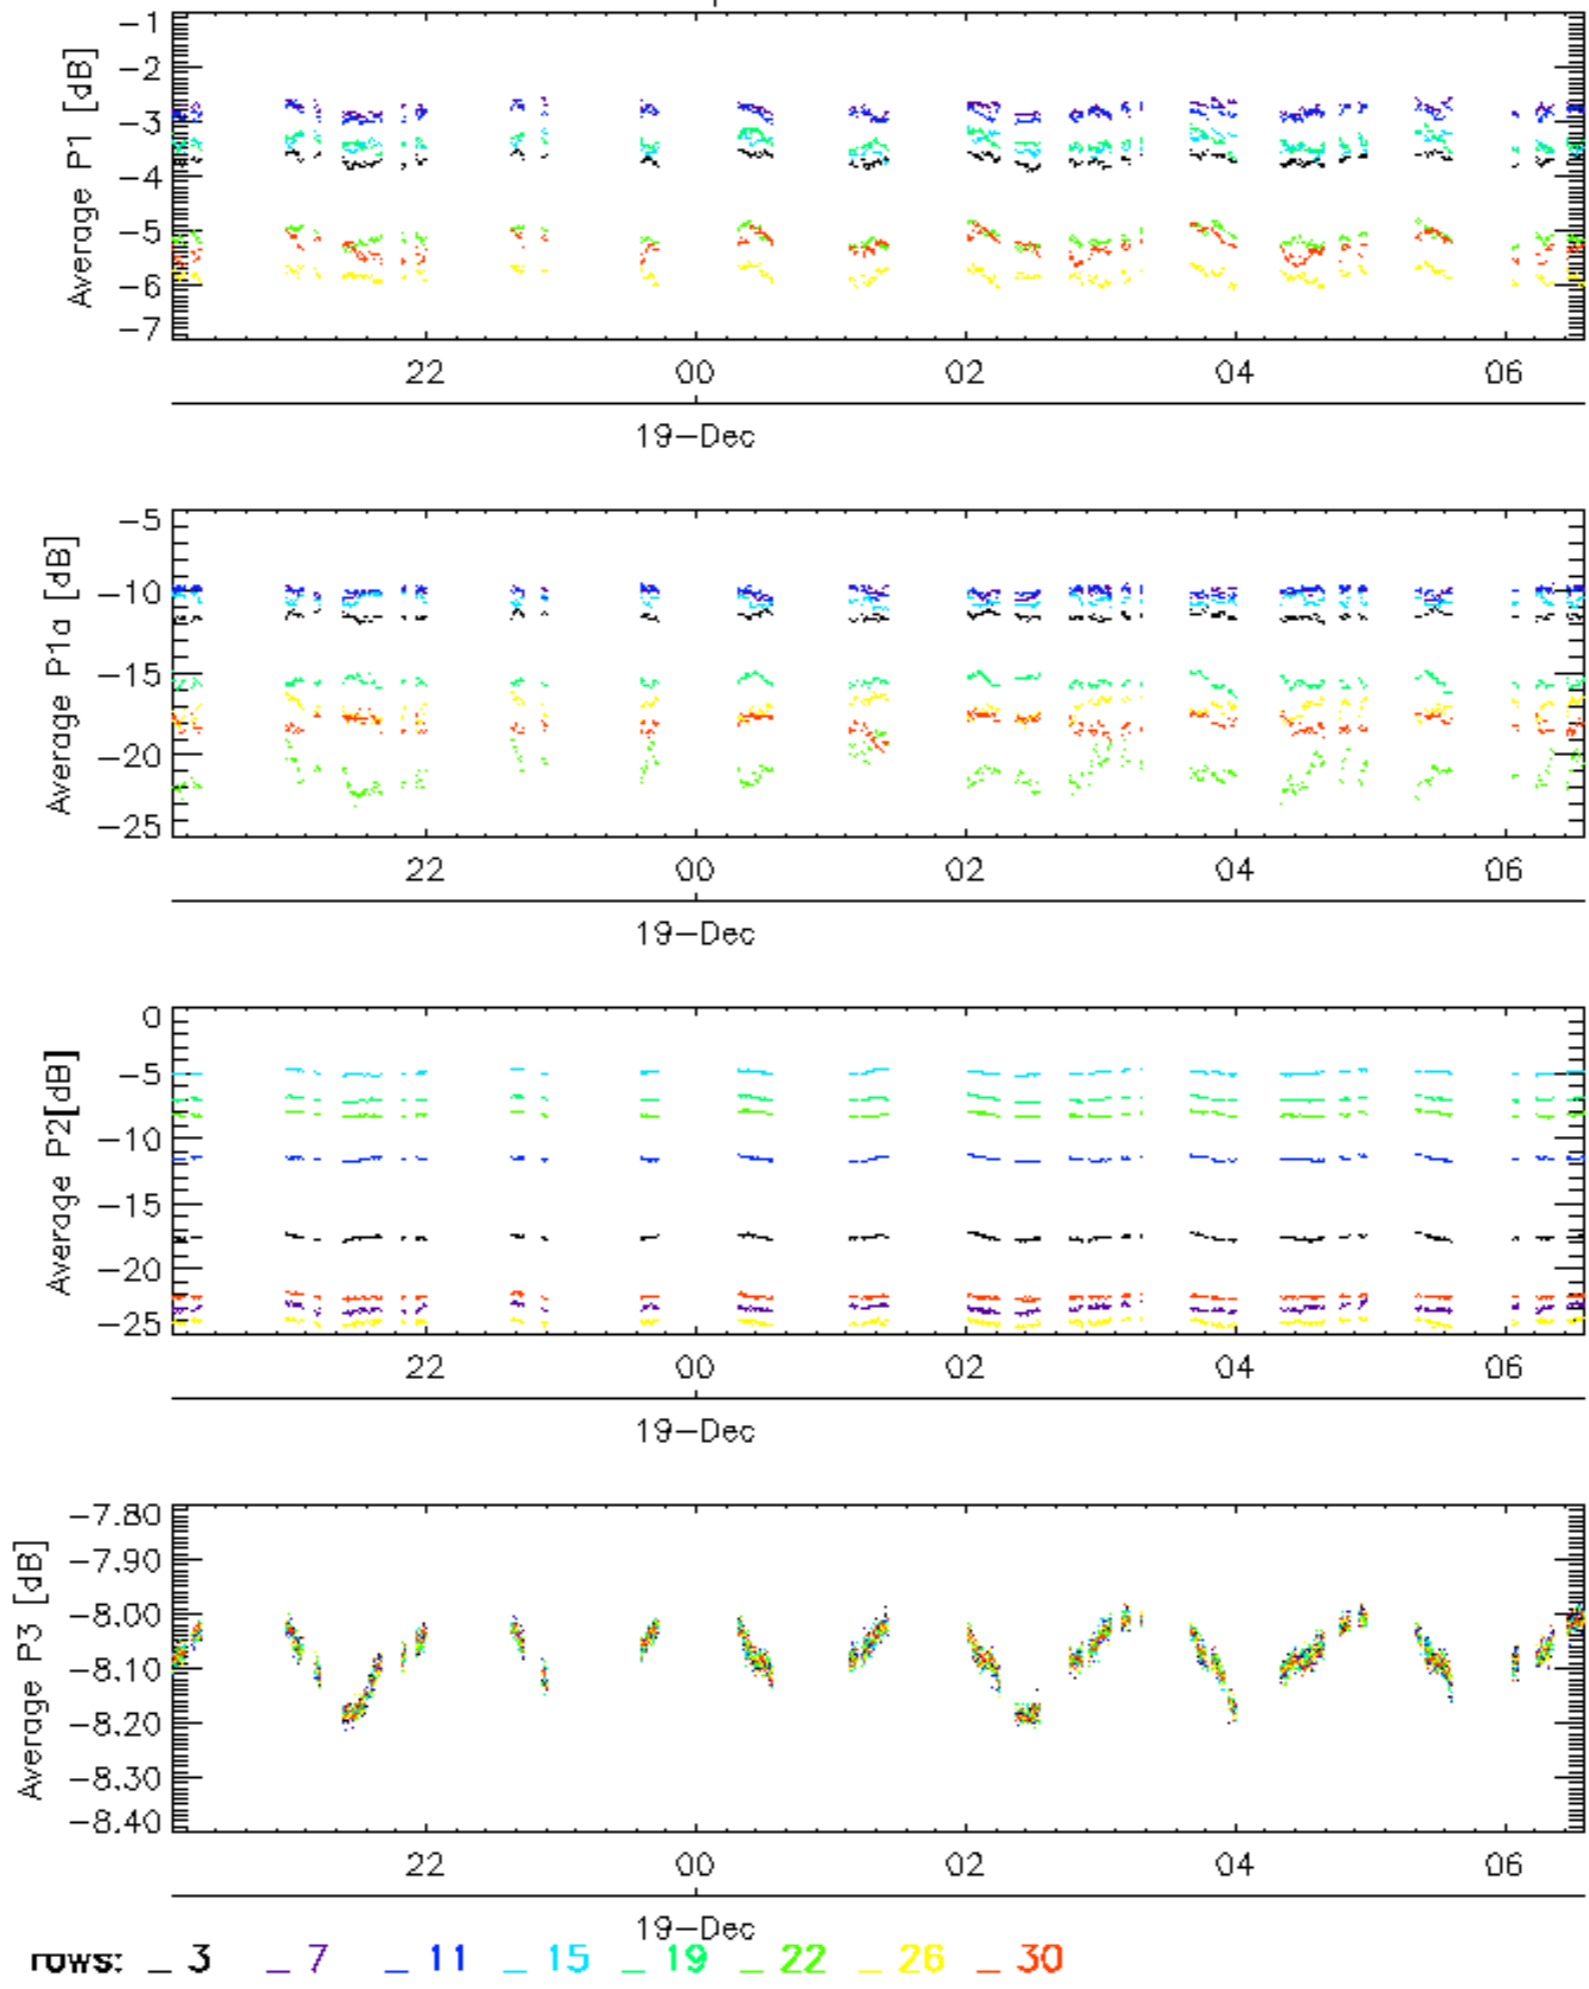 Average P1 [dB]
−1
−2
−3
−4
−5
−6
−7
22 00 02 04 06
19−Dec
Average P1a [dB]
−5
−10
−15
−20
−25
22 00 02 04 06
19−Dec
Average P2[dB]
0
−5
−10
−15
−20
−25
22 00 02 04 06
19−Dec
Average P3 [dB]
−7.80
−7.90
−8.00
−8.10
−8.20
−8.30
−8.40
22 00 02 04 06
19−Dec
rows: _ 3 _ 7 _ 11 _ 15 _ 19 _ 22 _ 26 _ 30